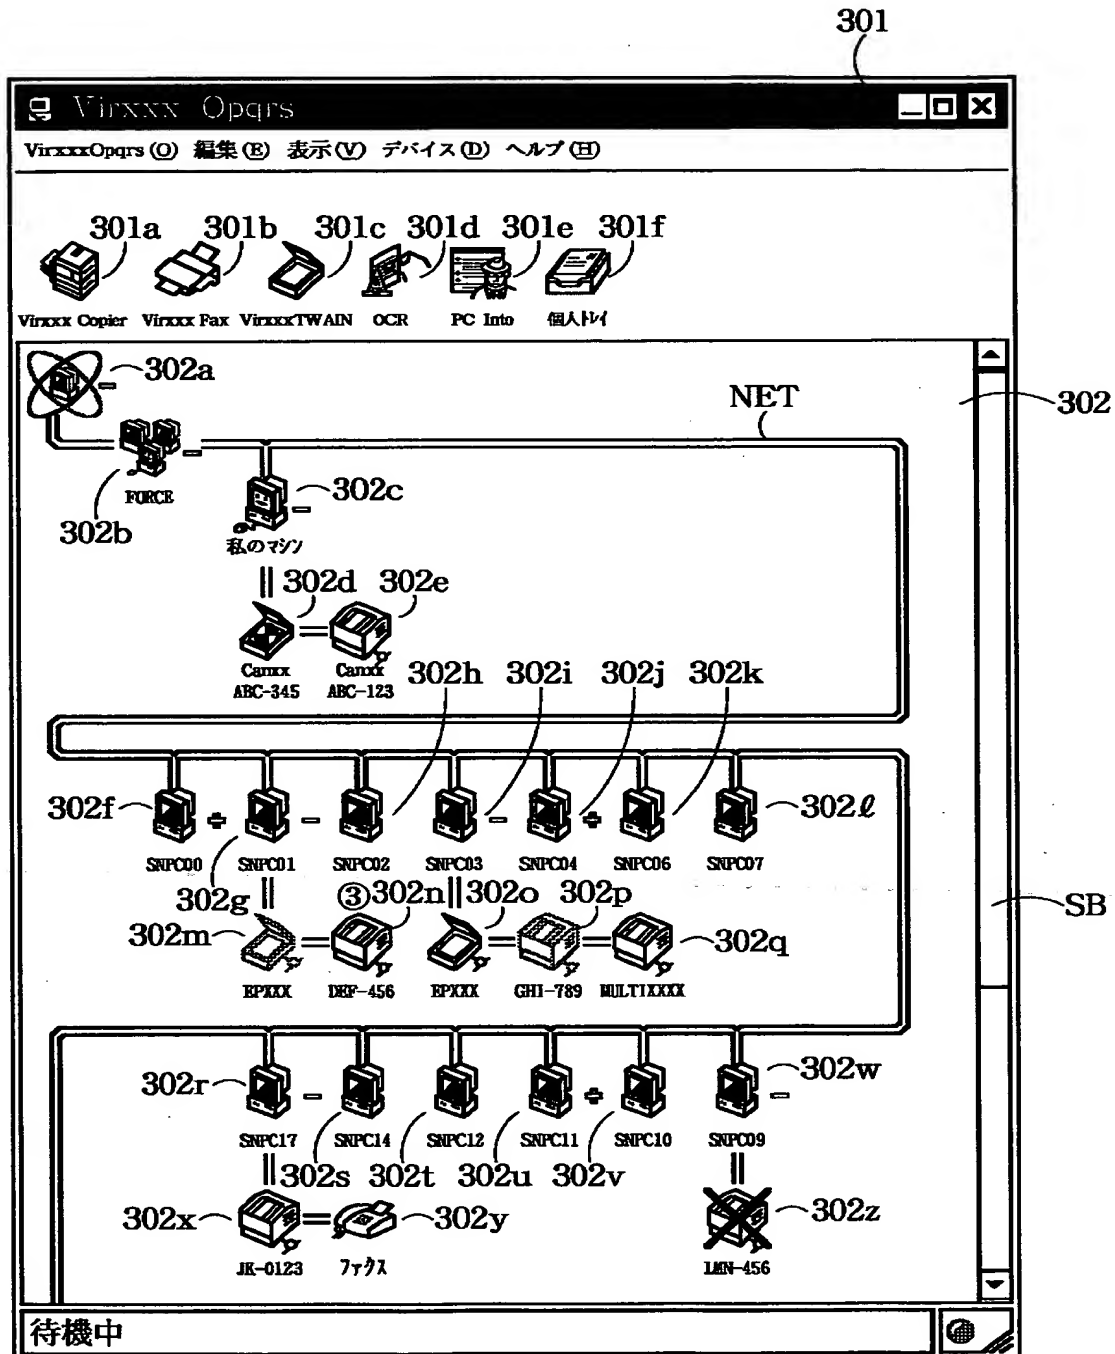 301
Virxxx Opqrs
VirxxxOpqrs (O) 編集 (E) 表示 (V) デバイス (D) ヘルプ (H)
301a 301b 301c 301d 301e 301f
Virxxx Copier Virxxx Fax VirxxxTWAIN OCR PC Into 個人トレイ
302a
NET
302
FORCE
302b
302c
私のマシン
302d 302e
Canxx ABC-345
Canxx ABC-123
302h 302i 302j 302k
302f
302ℓ
SNPC00 SNPC01 SNPC02 SNPC03 SNPC04 SNPC06 SNPC07
302g ③302n 302o 302p
SB
302m
302q
EPXXX DEF-456 EPXXX GHI-789 MULTIXXXX
302r
302w
SNPC17 SNPC14 SNPC12 SNPC11 SNPC10 SNPC09
302s 302t 302u 302v
302x 302y 302z
JK-0123 ファクス LMN-456
待機中